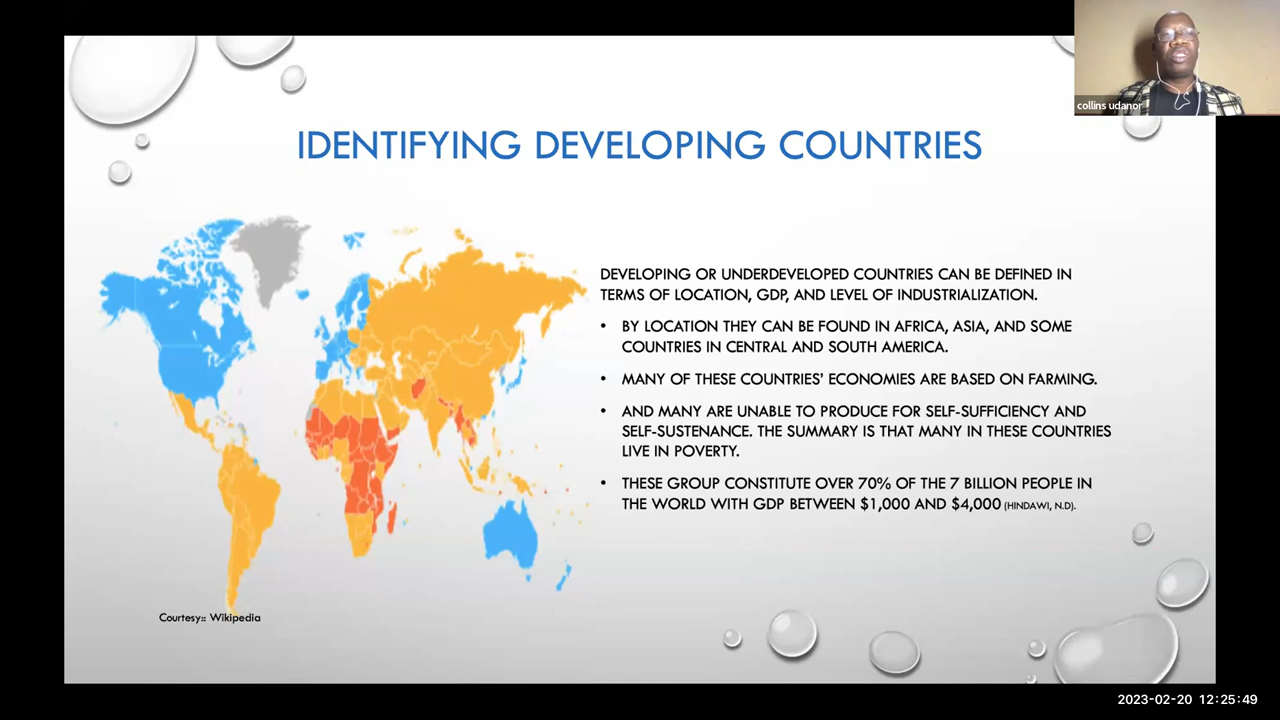 collins udanor
IDENTIFYING DEVELOPING COUNTRIES
DEVELOPING OR UNDERDEVELOPED COUNTRIES CAN BE DEFINED IN
TERMS OF LOCATION, GDP, AND LEVEL OF INDUSTRIALIZATION.
• BY LOCATION THEY CAN BE FOUND IN AFRICA, ASIA, AND SOME
COUNTRIES IN CENTRAL AND SOUTH AMERICA.
• MANY OF THESE COUNTRIES' ECONOMIES ARE BASED ON FARMING.
• AND MANY ARE UNABLE TO PRODUCE FOR SELF-SUFFICIENCY AND
SELF-SUSTENANCE. THE SUMMARY IS THAT MANY IN THESE COUNTRIES
LIVE IN POVERTY.
• THESE GROUP CONSTITUTE OVER 70% OF THE 7 BILLION PEOPLE IN
THE WORLD WITH GDP BETWEEN $1,000 AND $4,000 (HINDAWI, N.D).
Courtesy:: Wikipedia
2023-02-20 12:25:49